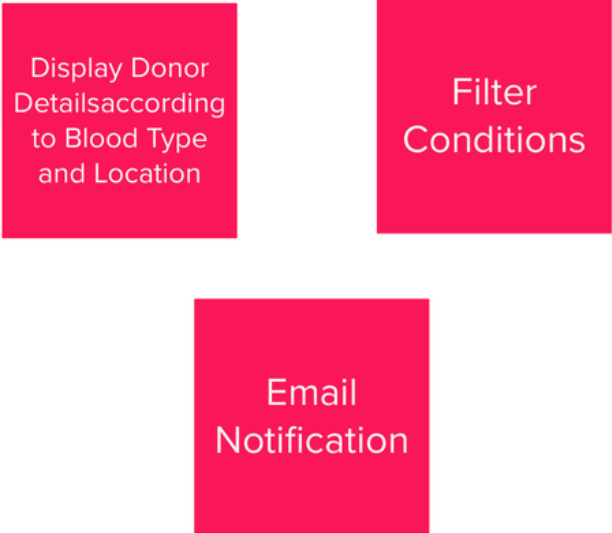 Display Donor
Detailsaccording
to Blood Type
and Location
Filter
Conditions
Email
Notification